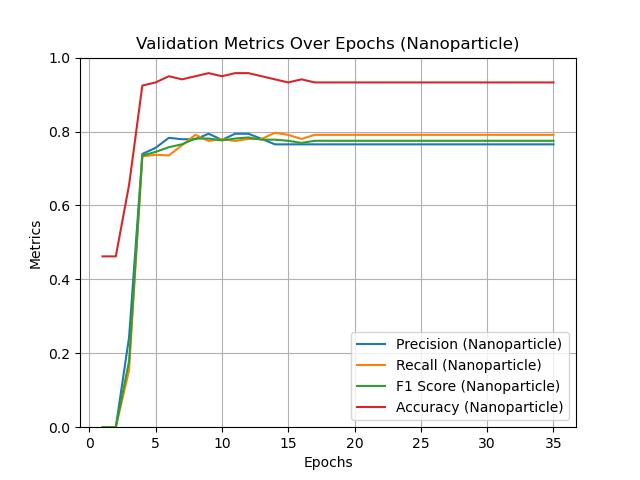 Validation Metrics Over Epochs (Nanoparticle)
1.0
0.8
0.6
0.4
0.2
0.0
Metrics
0 5 10 15 20 25 30 35
Epochs
Precision (Nanoparticle)
Recall (Nanoparticle)
F1 Score (Nanoparticle)
Accuracy (Nanoparticle)